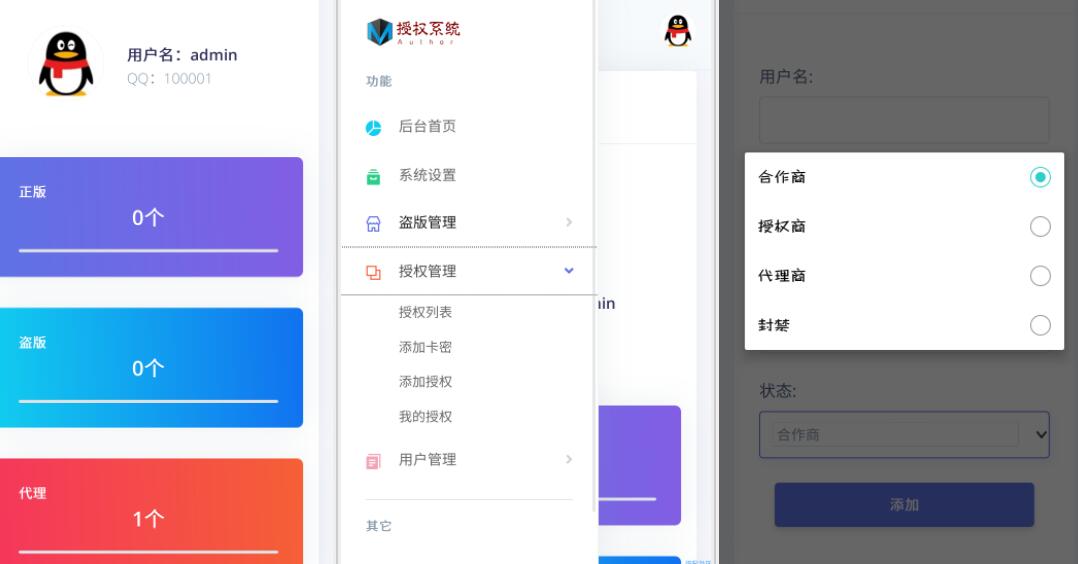 用户名：admin
QQ：100001
正版
0个
盗版
0个
代理
1个
授权系统
Author
功能
后台首页
系统设置
盗版管理
授权管理
授权列表
添加卡密
添加授权
我的授权
用户管理
其它
用户名:
合作商
授权商
代理商
封禁
状态:
合作商
添加